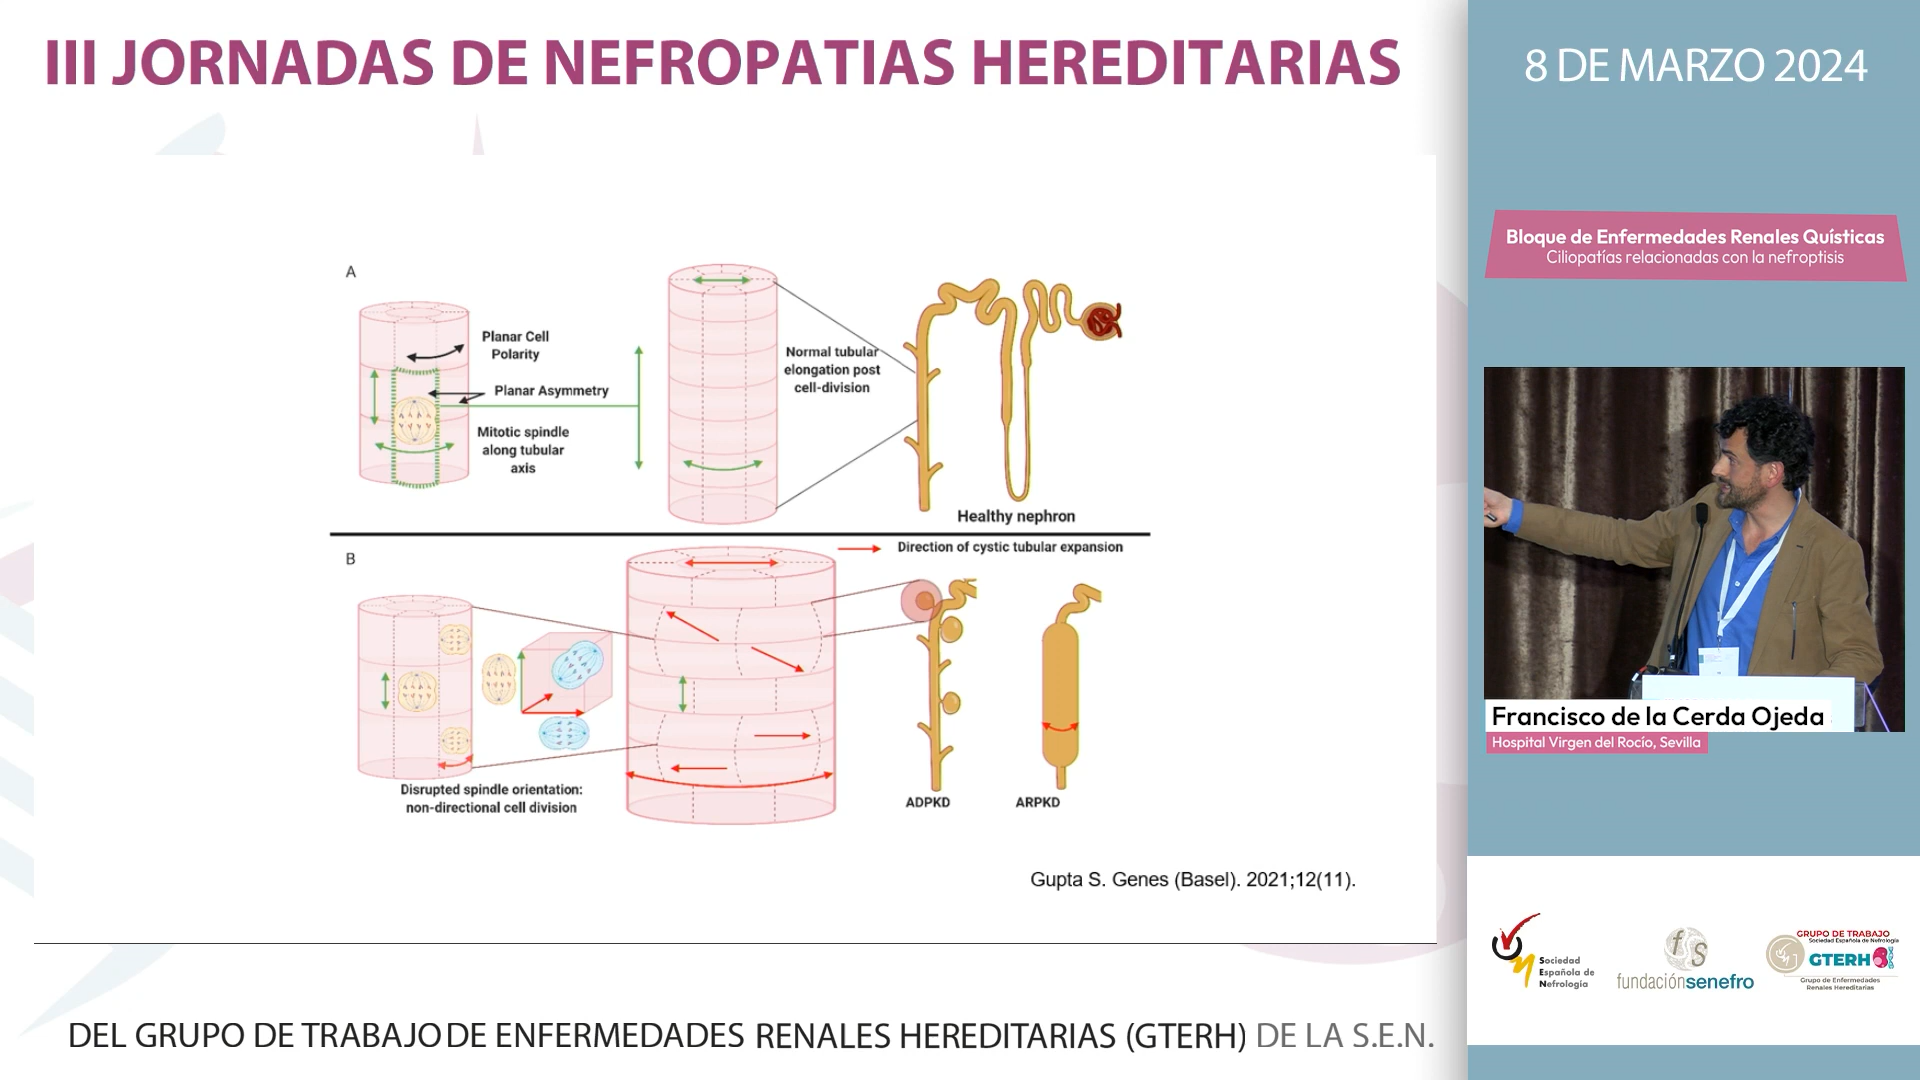 III JORNADAS DE NEFROPATIAS HEREDITARIAS
8 DE MARZO 2024
Bloque de Enfermedades Renales Quísticas
Ciliopatías relacionadas con la nefroptisis
A
Planar Cell
Polarity
Planar Asymmetry
Mitotic spindle
along tubular
axis
Normal tubular
elongation post
cell-division
Healthy nephron
B
Direction of cystic tubular expansion
Disrupted spindle orientation:
non-directional cell division
ADPKD
ARPKD
Gupta S. Genes (Basel). 2021;12(11).
Francisco de la Cerda Ojeda
Hospital Virgen del Rocío, Sevilla
Sociedad
Española de
Nefrología
fundaciónsenefro
GRUPO DE TRABAJO
Sociedad Española de Nefrología
GTERH
Grupo de Enfermedades
Renales Hereditarias
DEL GRUPO DE TRABAJO DE ENFERMEDADES RENALES HEREDITARIAS (GTERH) DE LA S.E.N.